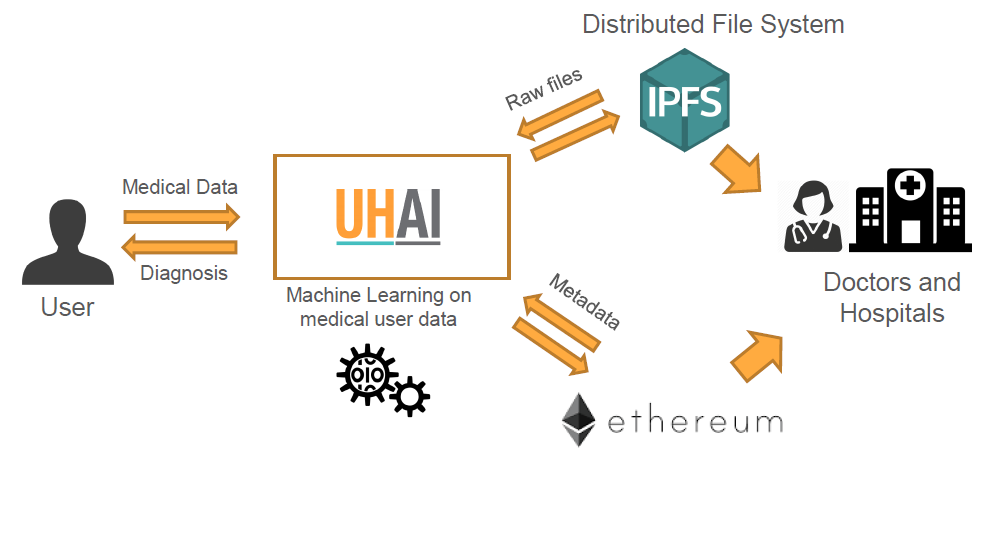 Distributed File System
IPFS
Raw files
Medical Data
UHAI
Diagnosis
User
Machine Learning on
medical user data
Metadata
Doctors and
Hospitals
ethereum